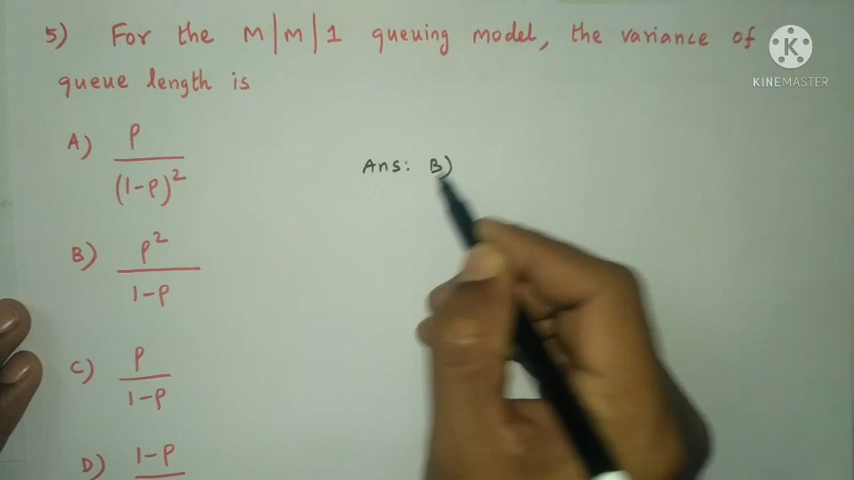 5) For the M|M|1 queuing model, the variance of
queue length is
A) ρ/(1-ρ)²
Ans: B)
B) ρ²/1-ρ
C) ρ/1-ρ
D) 1-ρ
K
KINEMASTER